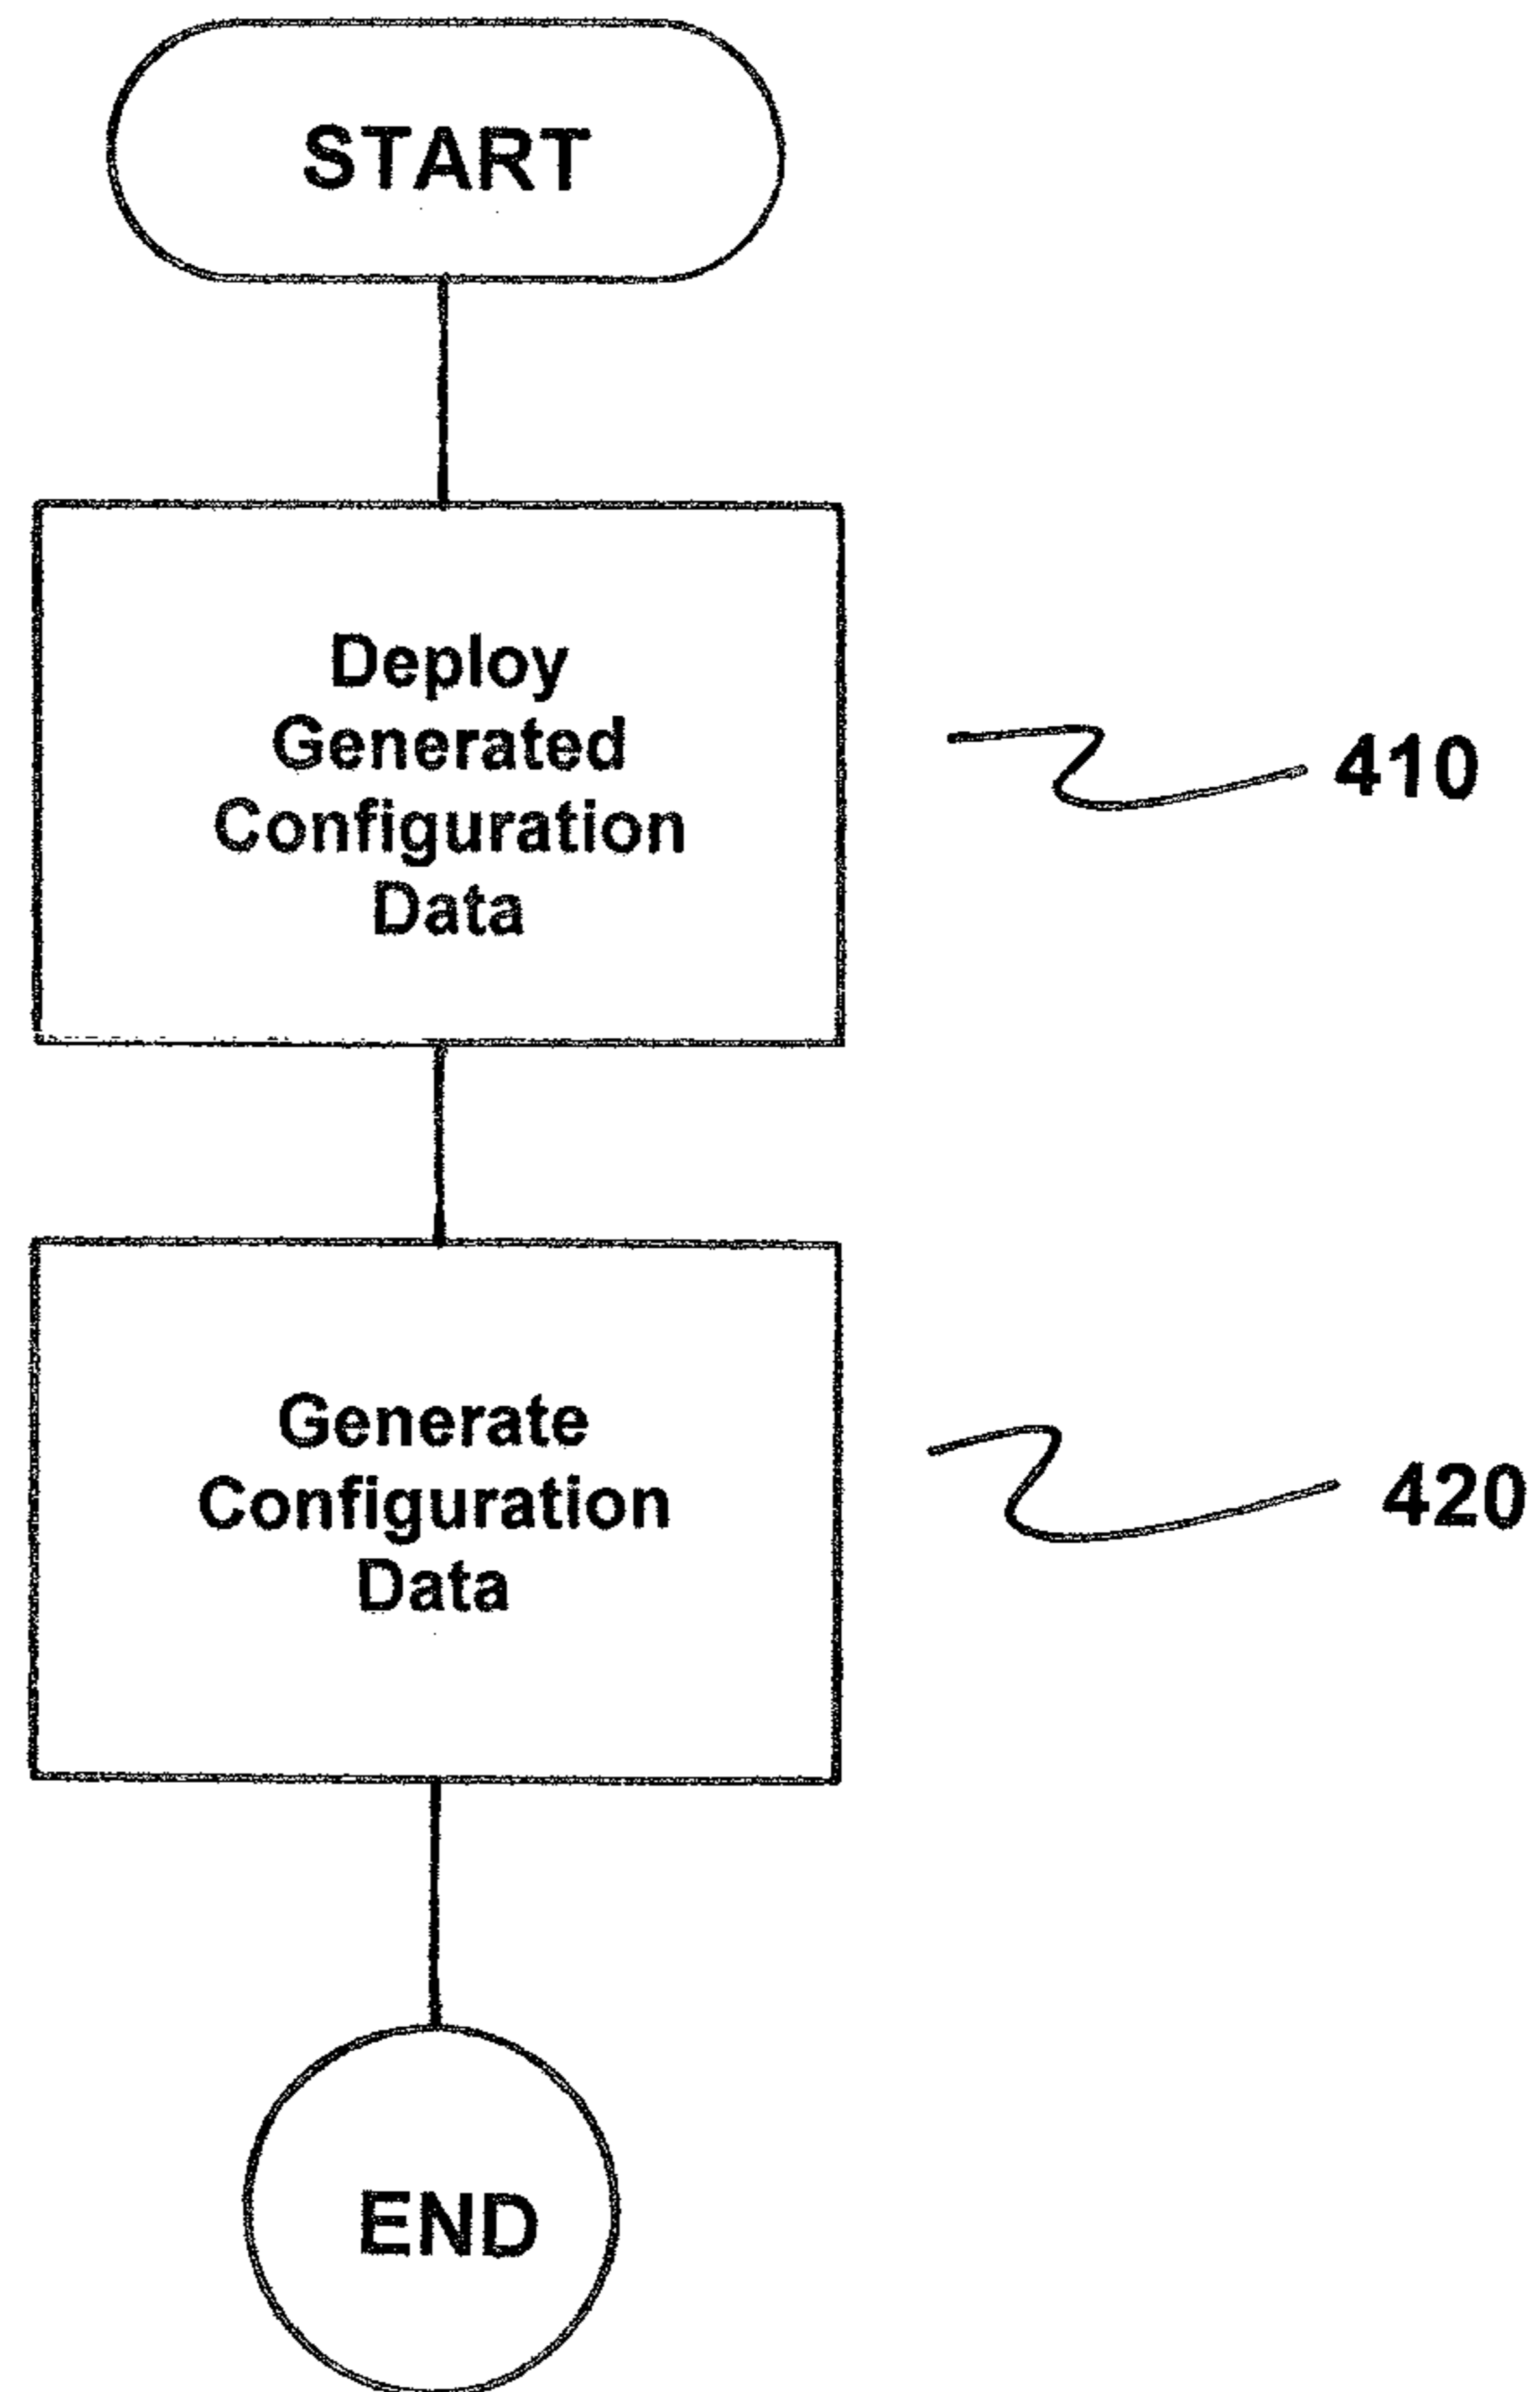 START
Deploy
Generated
Configuration
Data
410
Generate
Configuration
Data
420
END